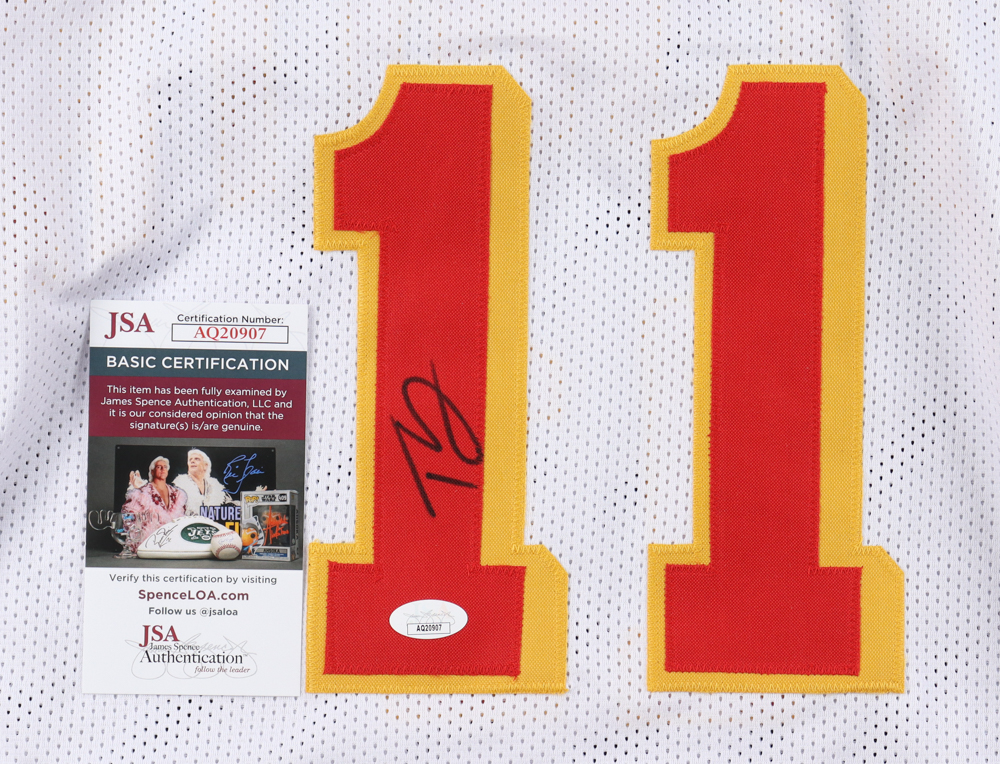 11
JSA
Certification Number:
AQ20907
BASIC CERTIFICATION
This item has been fully examined by
James Spence Authentication, LLC and
it is our considered opinion that the
signature(s) is/are genuine.
NATURE
JETS
Verify this certification by visiting
SpenceLOA.com
Follow us @jsaloa
JSA
James Spence
Authentication
follow the leader
AQ20907